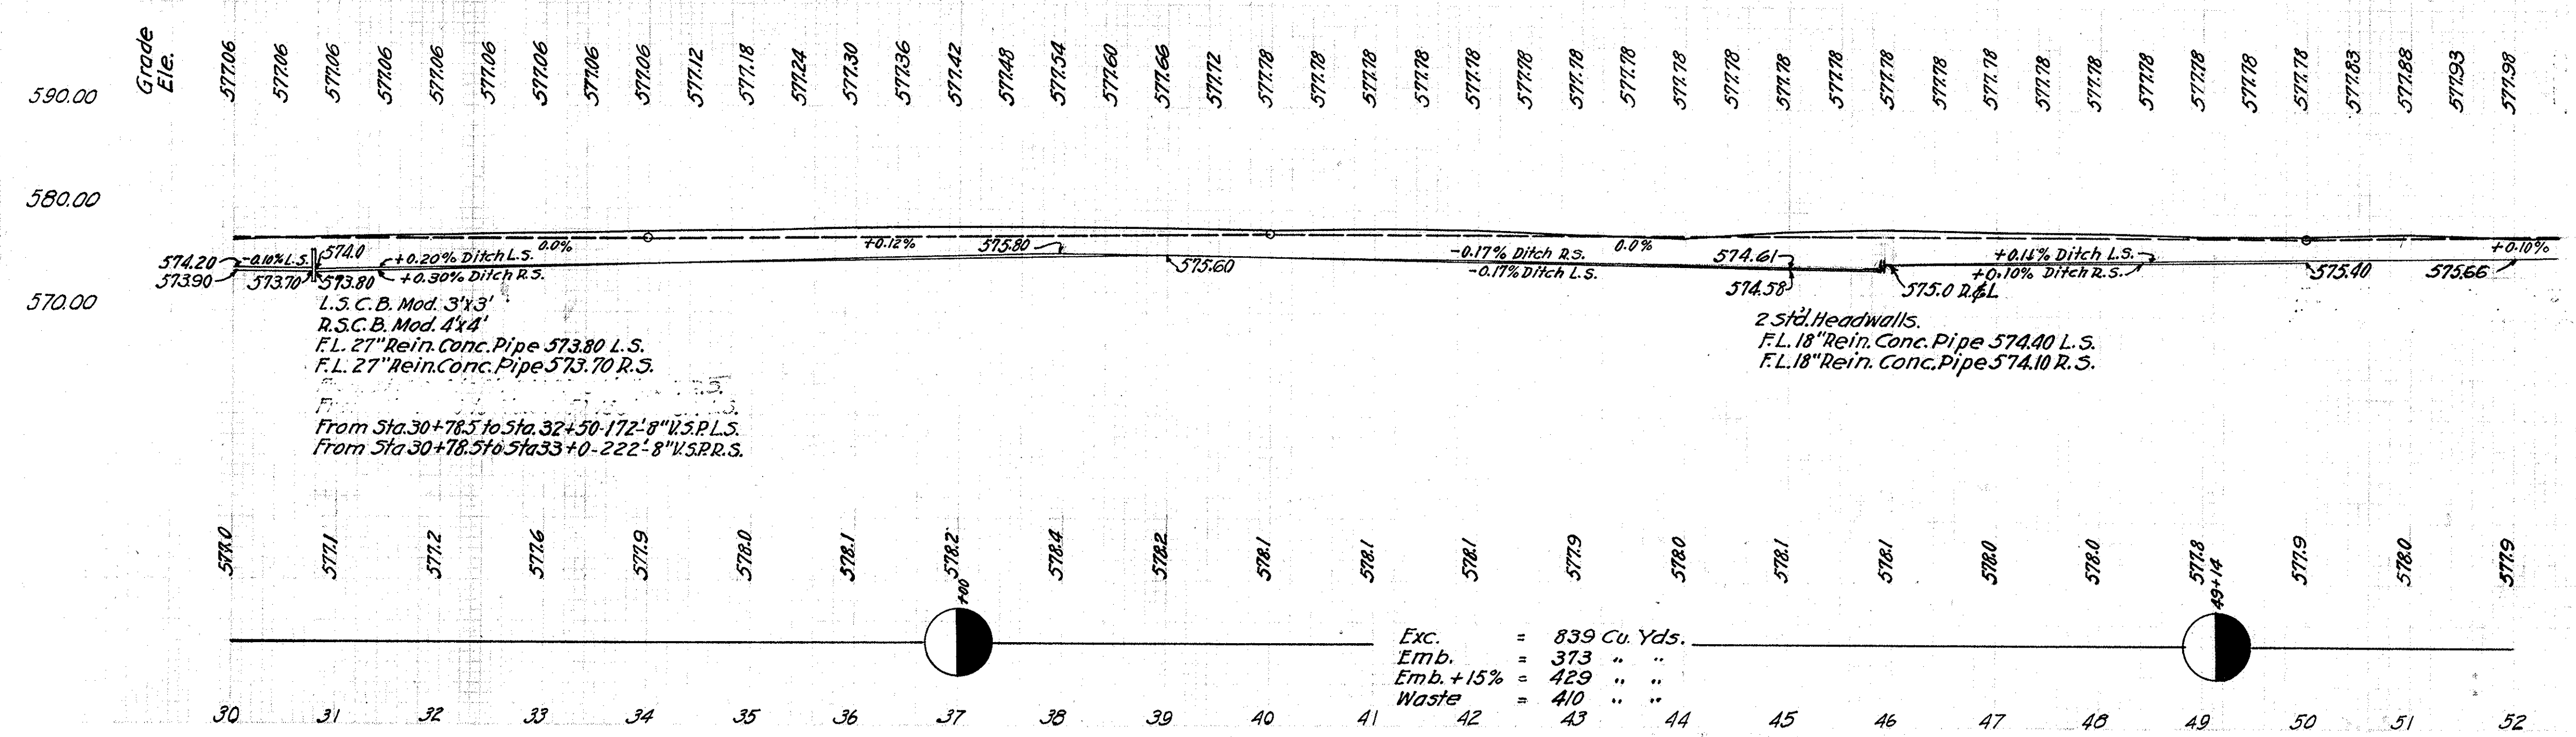 Grade
Ele.
577.06 577.06 577.06 577.06 577.06 577.06 577.06 577.06 577.06 577.12 577.18 577.24 577.30 577.36 577.42 577.48 577.54 577.60 577.66 577.72 577.78 577.78 577.78 577.78 577.78 577.78 577.78 577.78 577.78 577.78 577.78 577.78 577.78 577.78 577.78 577.78 577.78 577.78 577.78 577.78 577.78 577.83 577.88 577.93 577.98
590.00
580.00
570.00
574.20
573.90
-0.10% L.S.
573.70
574.0
573.80
+0.20% Ditch L.S.
+0.30% Ditch R.S.
0.0%
+0.12%
575.80
575.60
-0.17% Ditch R.S.
-0.17% Ditch L.S.
0.0%
574.61
574.58
575.0 R.&L
+0.11% Ditch L.S.
+0.10% Ditch R.S.
575.40
575.66
+0.10%
L.S.C.B. Mod. 3'x3'
R.S.C.B. Mod. 4'x4'
F.L. 27" Rein. Conc. Pipe 573.80 L.S.
F.L. 27" Rein. Conc. Pipe 573.70 R.S.
From Sta.30+78.5 to Sta. 32+50-172'-8" V.S.P. L.S.
From Sta 30+78.5 to Sta 33+0-222'-8" V.S.P. R.S.
2 Std. Headwalls.
F.L. 18" Rein. Conc. Pipe 574.40 L.S.
F.L. 18" Rein. Conc. Pipe 574.10 R.S.
577.0 577.1 577.2 577.6 577.9 578.0 578.1 578.2 578.4 578.2 578.1 578.1 578.1 577.9 578.0 578.1 578.1 578.0 578.0 577.8 577.9 578.0 577.9
+00
49+14
Exc. = 839 Cu. Yds.
Emb. = 373 " "
Emb. +15% = 429 " "
Waste = 410 " "
30 31 32 33 34 35 36 37 38 39 40 41 42 43 44 45 46 47 48 49 50 51 52